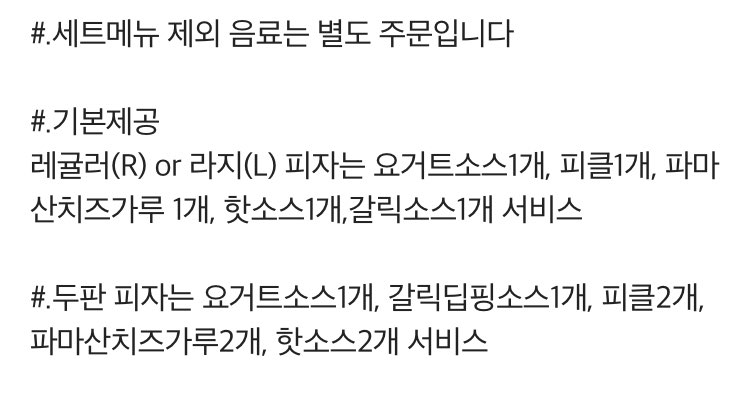 #.세트메뉴 제외 음료는 별도 주문입니다
#.기본제공
레귤러(R) or 라지(L) 피자는 요거트소스1개, 피클1개, 파마
산치즈가루 1개, 핫소스1개,갈릭소스1개 서비스
#.두판 피자는 요거트소스1개, 갈릭딥핑소스1개, 피클2개,
파마산치즈가루2개, 핫소스2개 서비스